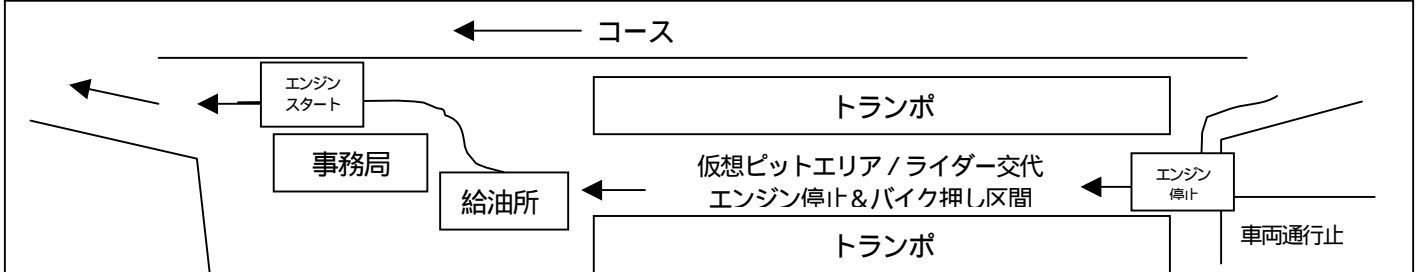 コース
エンジン
スタート
トランポ
事務局
仮想ピットエリア / ライダー交代
エンジン停止&バイク押し区間
給油所
エンジン
停止
トランポ
車両通行止